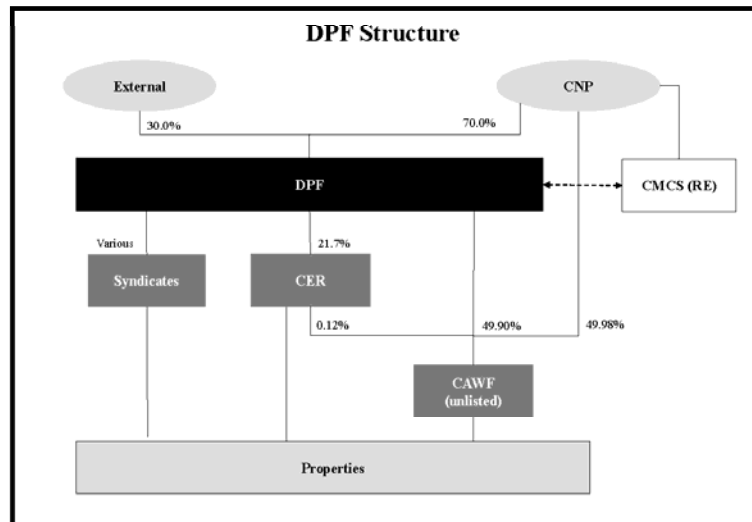 DPF Structure
External
CNP
30.0%
70.0%
DPF
CMCS (RE)
Various
21.7%
Syndicates
CER
0.12%
49.90%
49.98%
CAWF
(unlisted)
Properties